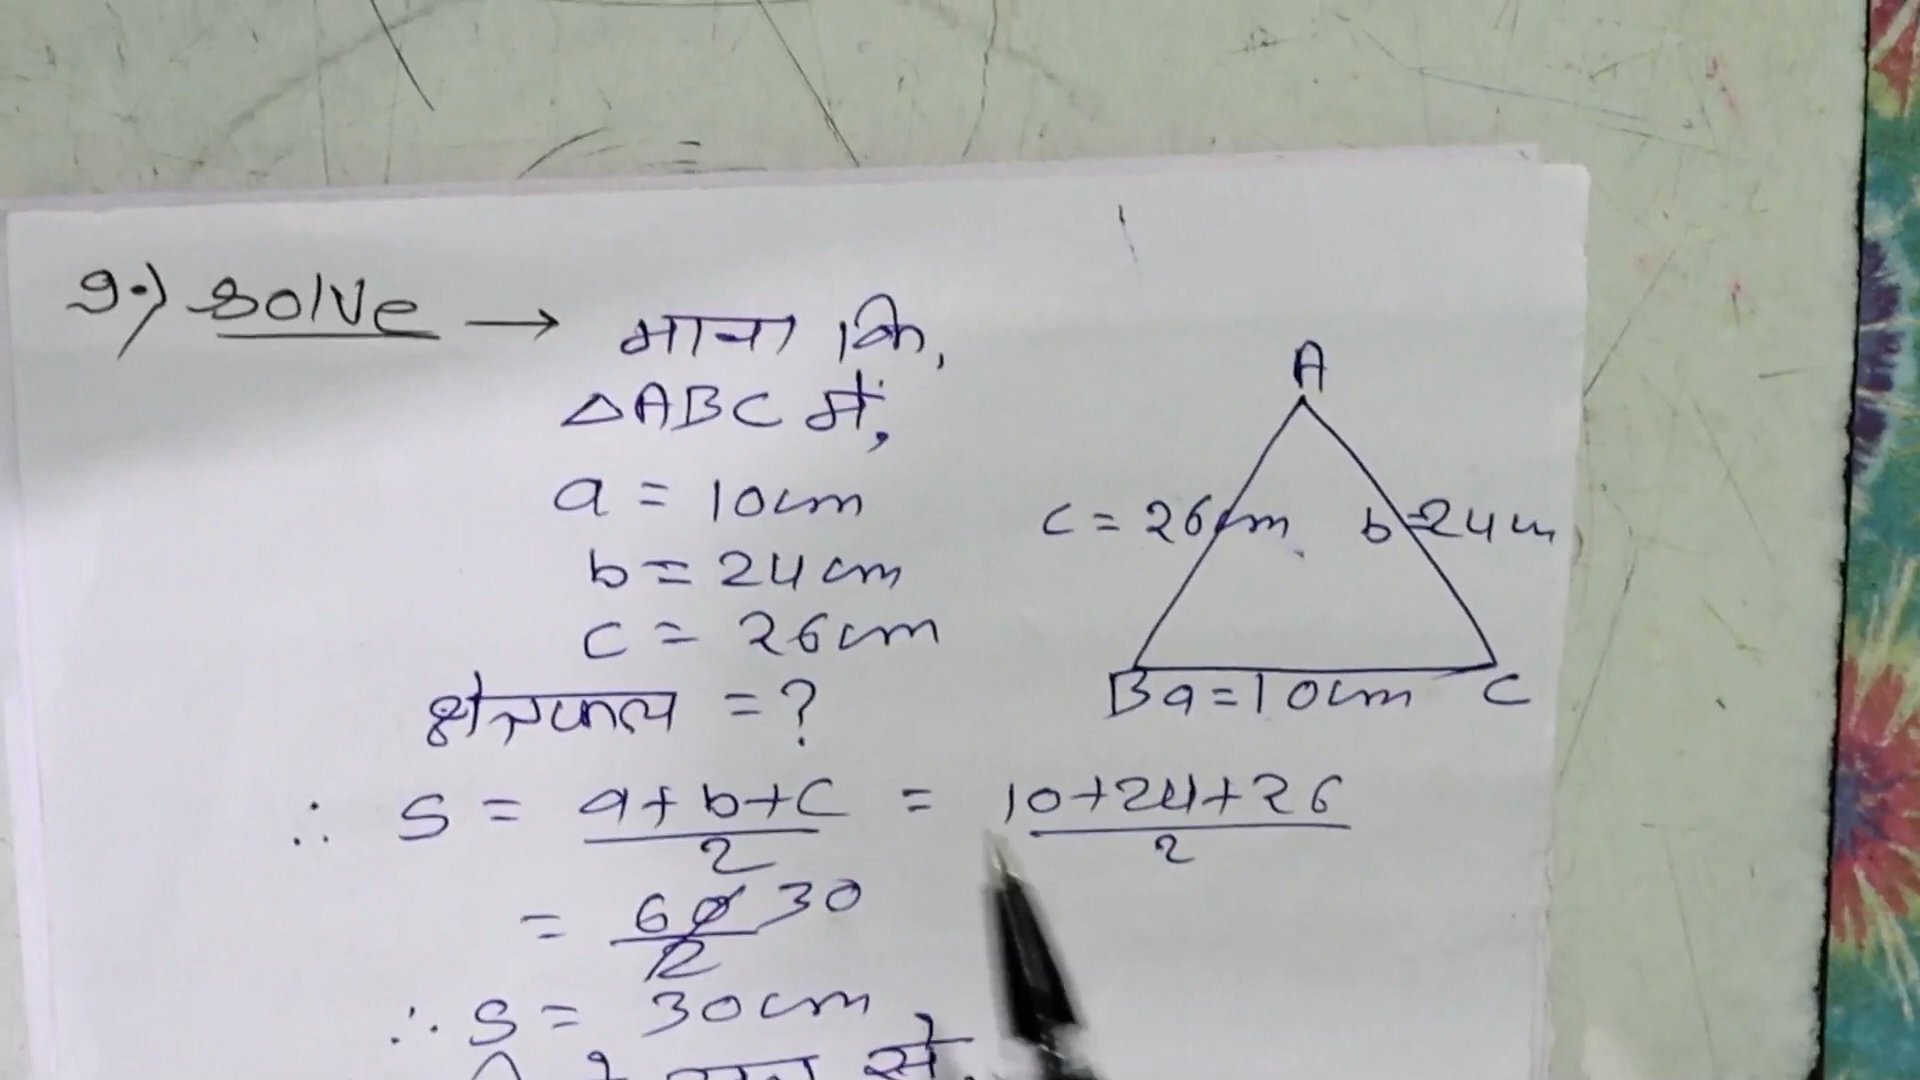 9.) Solve → माना कि,
△ABC में,
a = 10cm
b = 24cm
c = 26cm
क्षेत्रफल = ?
A
c = 26cm b=24cm
B a=10cm C
∴ S = a+b+c/2 = 10+24+26/2
= 60/2 30
∴ S = 30cm
से,